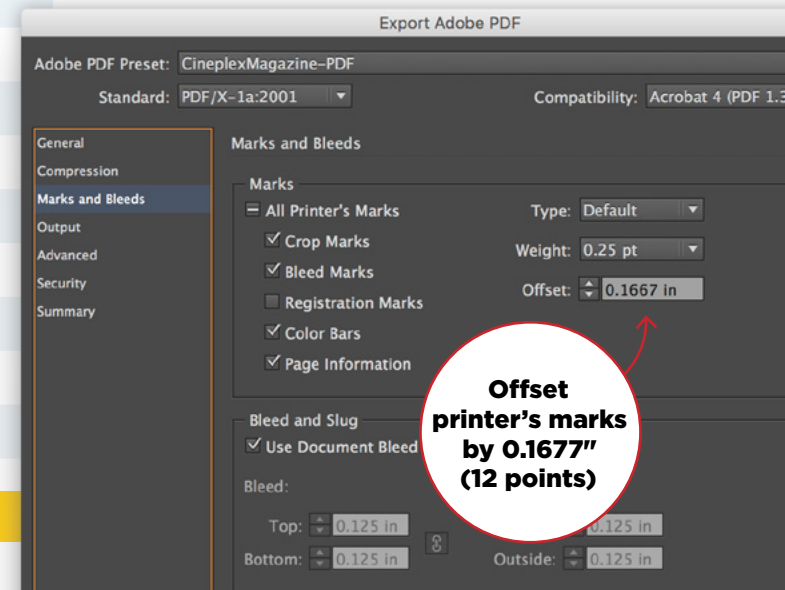 Export Adobe PDF
Adobe PDF Preset: CineplexMagazine-PDF
Standard: PDF/X-1a:2001
Compatibility: Acrobat 4 (PDF 1.3
General
Compression
Marks and Bleeds
Output
Advanced
Security
Summary
Marks and Bleeds
Marks
All Printer's Marks
Crop Marks
Bleed Marks
Registration Marks
Color Bars
Page Information
Type: Default
Weight: 0.25 pt
Offset: 0.1667 in
Offset
printer's marks
by 0.1677"
(12 points)
Bleed and Slug
Use Document Bleed
Bleed:
Top: 0.125 in
Bottom: 0.125 in
0.125 in
Outside: 0.125 in